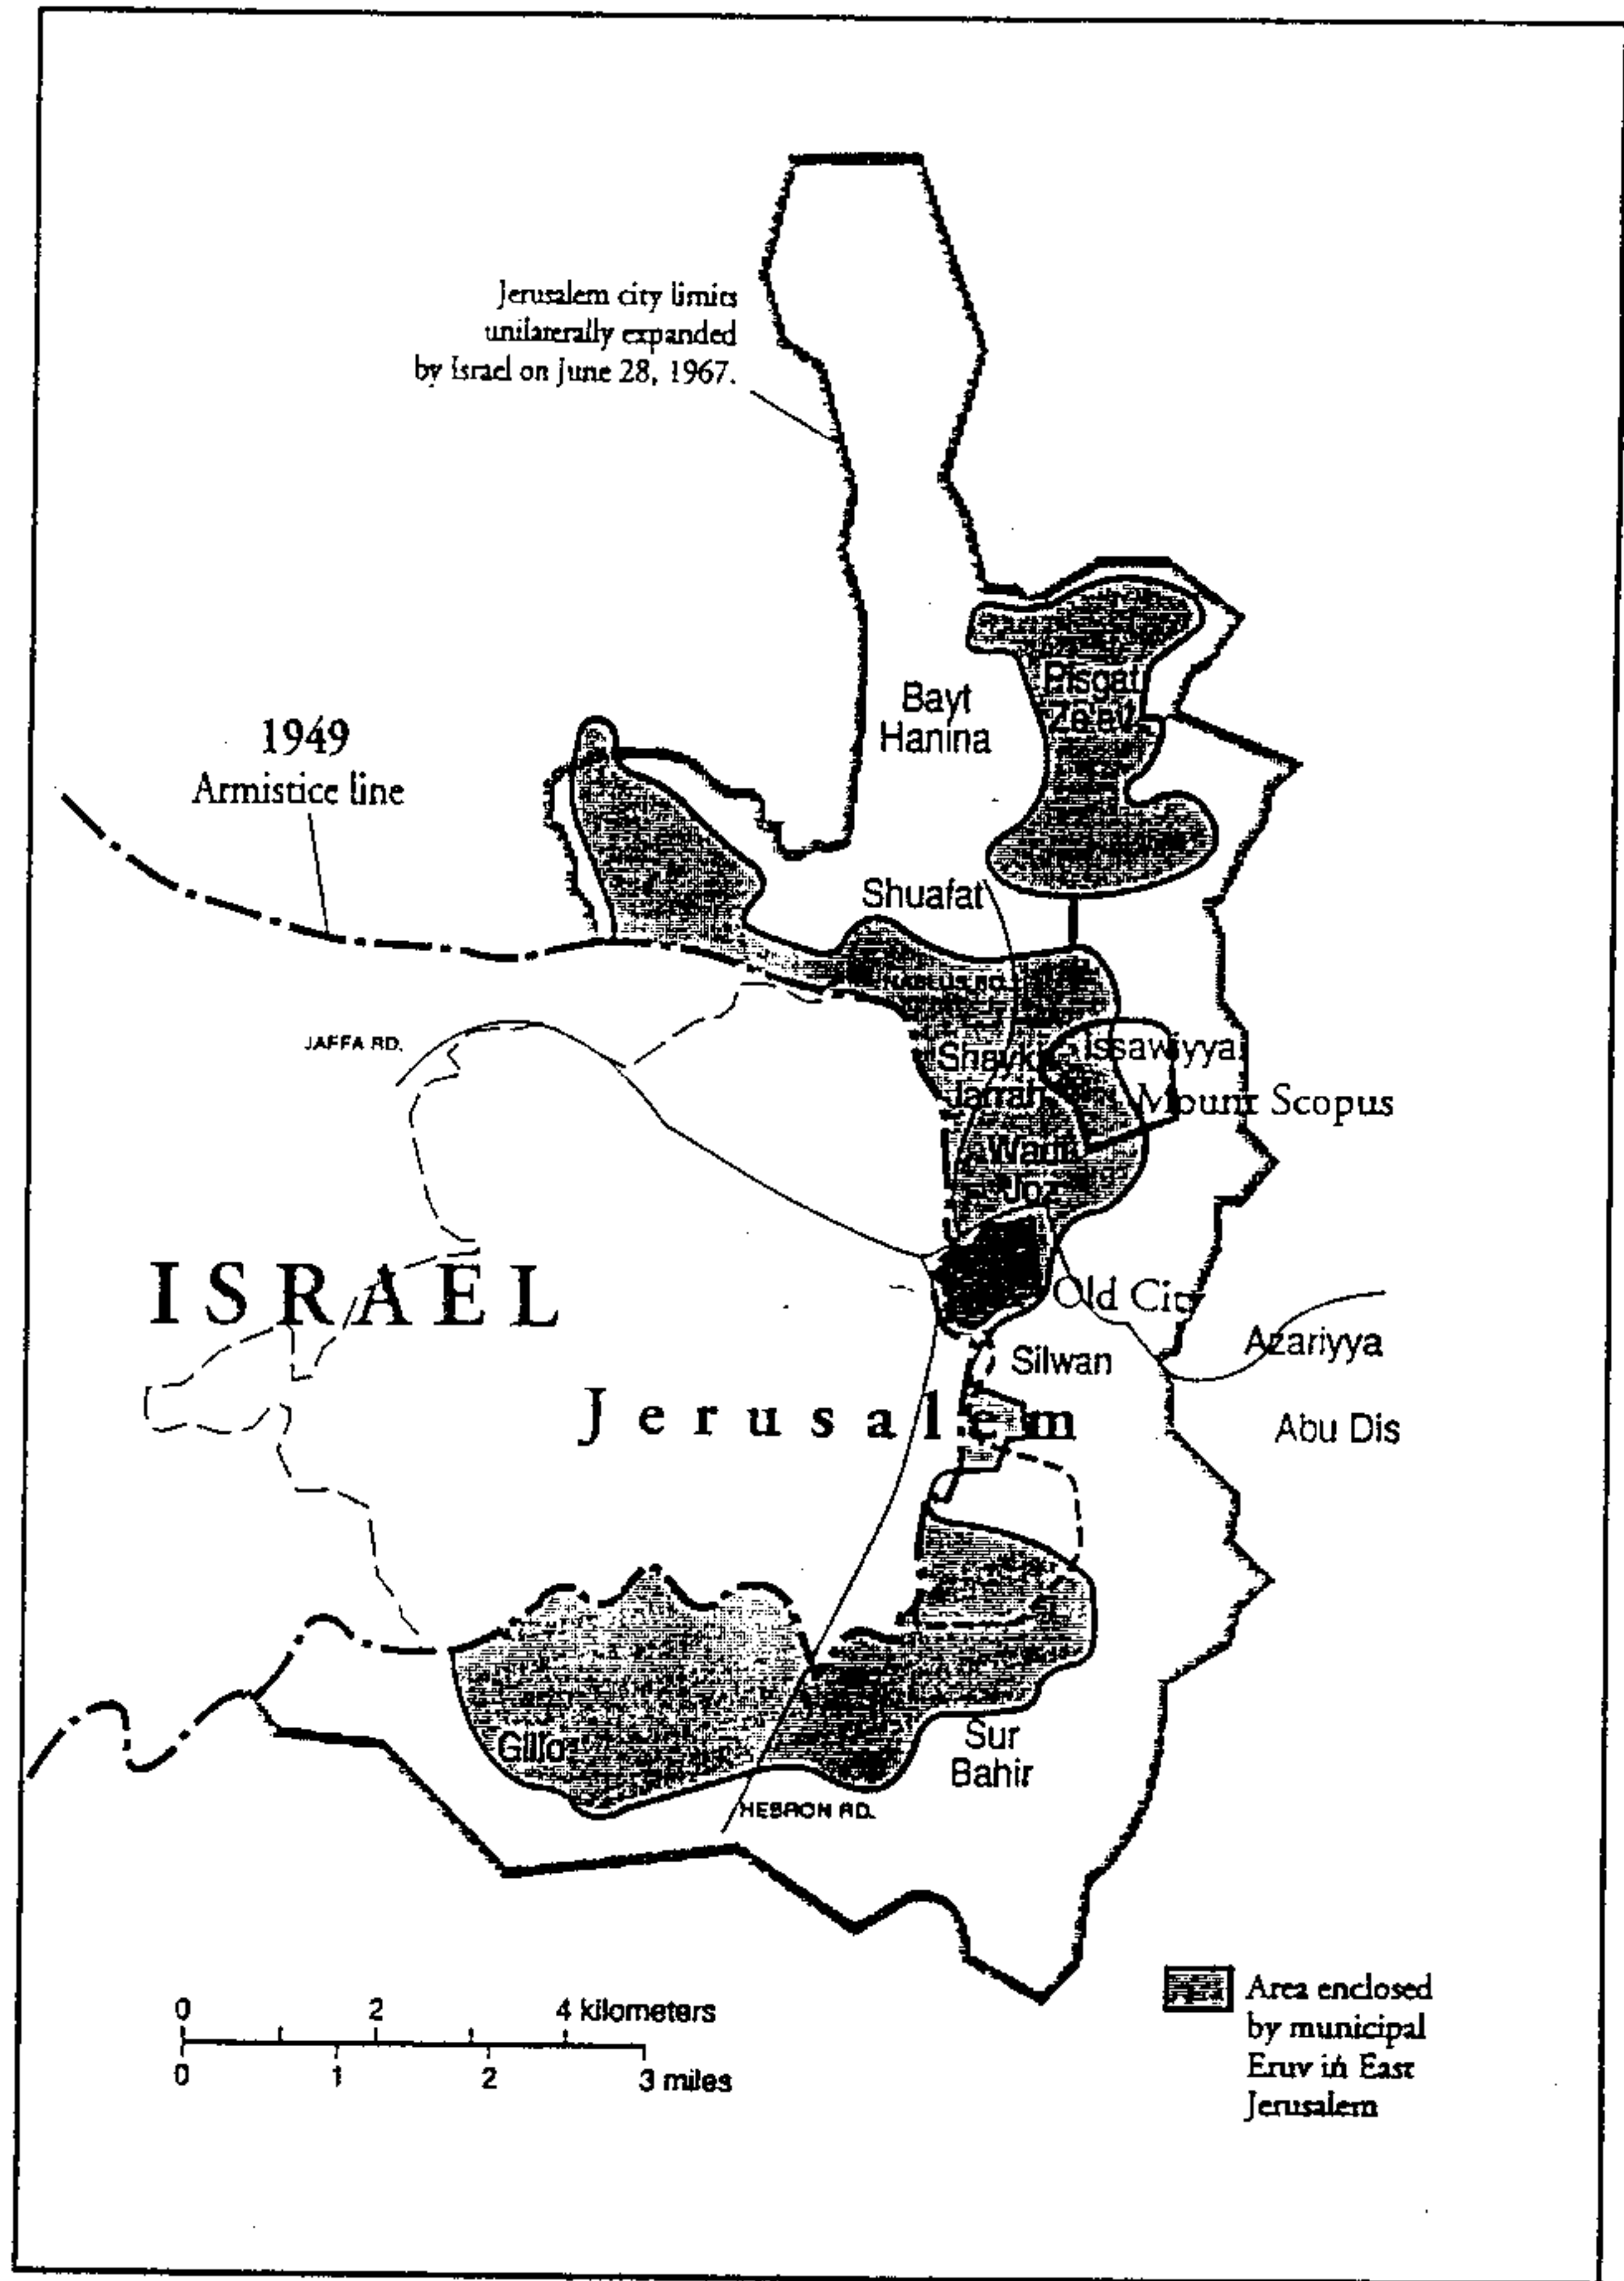 Jerusalem city limits
unilaterally expanded
by Israel on June 28, 1967.
Pisgat
Ze'ev
Bayt
Hanina
1949
Armistice line
Shuafat
NABLUS RD.
JAFFA RD.
Shaykh
Jarrah
Issawiyya
Mount Scopus
Wadi
Joz
ISRAEL
Old City
Azariyya
Silwan
Jerusalem
Abu Dis
Gillo
Sur
Bahir
HEBRON RD.
0 2 4 kilometers
0 1 2 3 miles
Area enclosed
by municipal
Eruv in East
Jerusalem